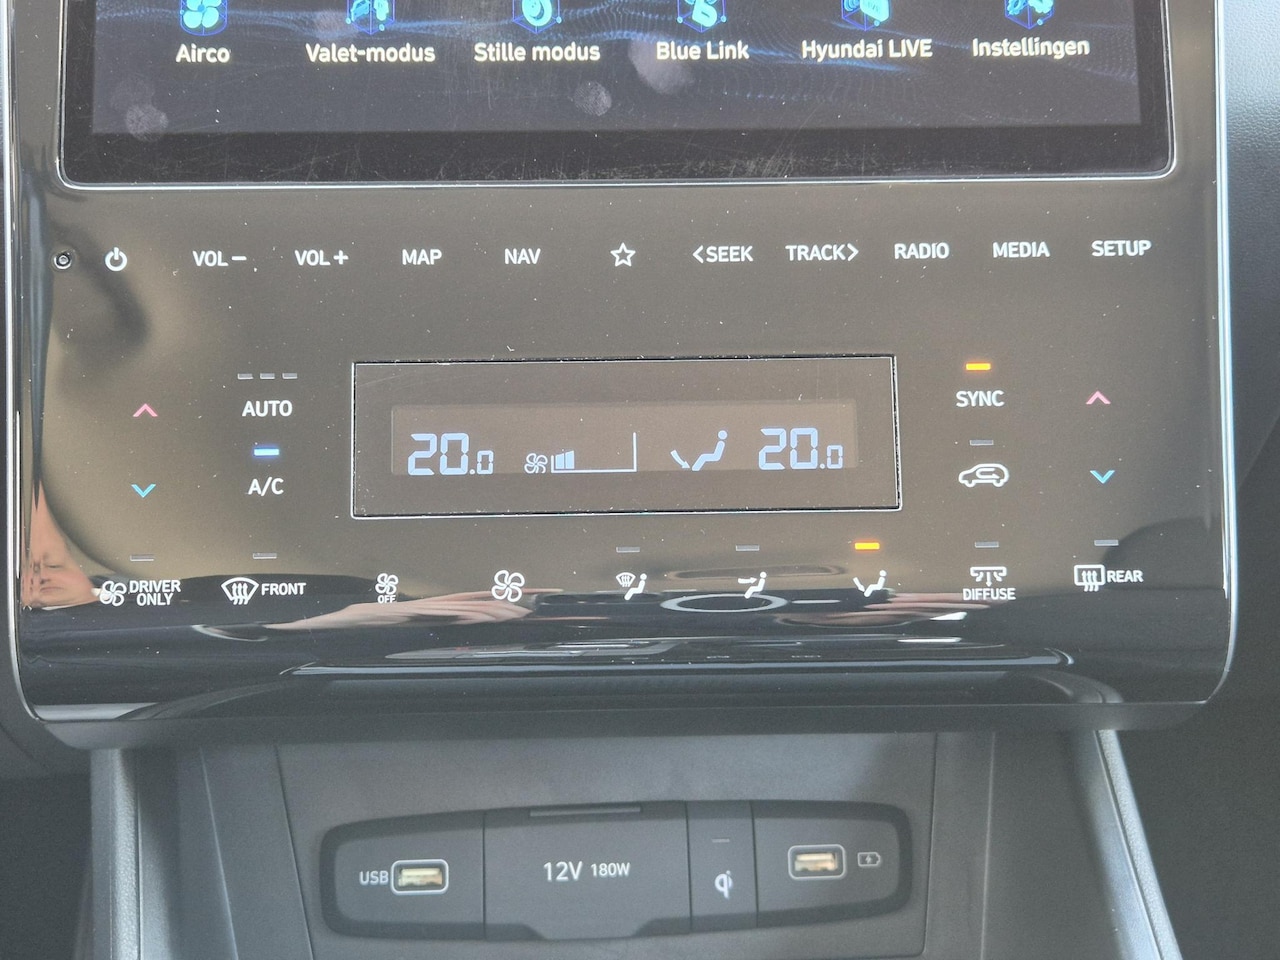 Airco Valet-modus Stille modus Blue Link Hyundai LIVE Instellingen
VOL− VOL+ MAP NAV <SEEK TRACK> RADIO MEDIA SETUP
AUTO SYNC
20.0 20.0
A/C
DRIVER ONLY
FRONT
OFF
DIFFUSE
REAR
USB 12V 180W